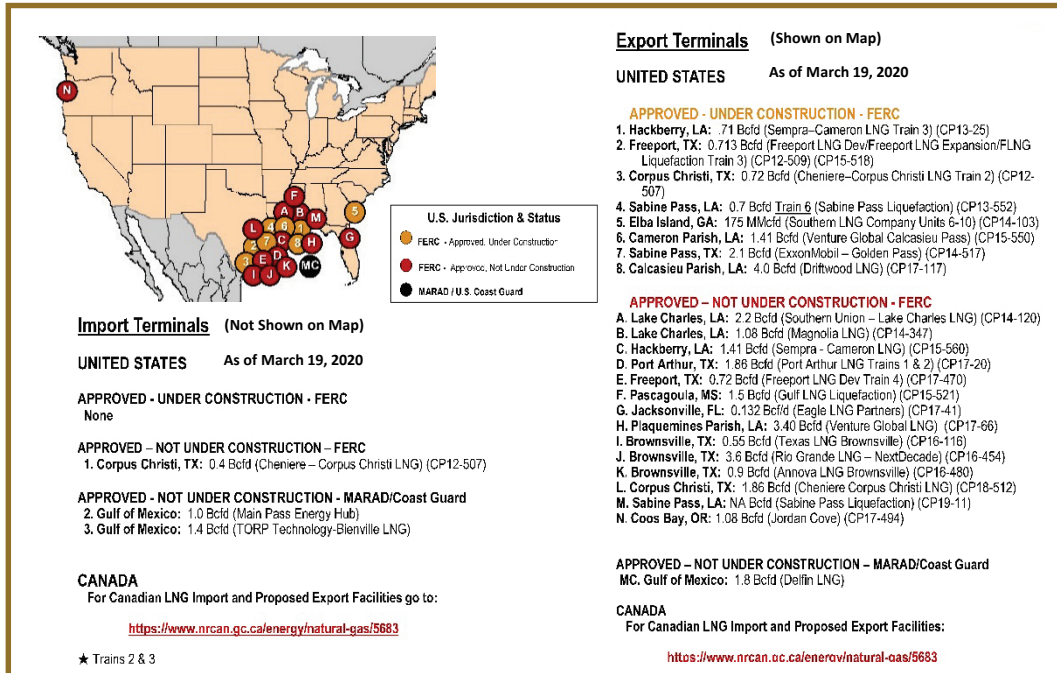 N
F
A
B
M
L
4
6
1
5
2
7
C
8
H
G
3
E
D
K
MC
I
J
U.S. Jurisdiction & Status
FERC - Approved, Under Construction
FERC - Approved, Not Under Construction
MARAD / U.S. Coast Guard
Import Terminals (Not Shown on Map)
UNITED STATES As of March 19, 2020
APPROVED - UNDER CONSTRUCTION - FERC
None
APPROVED – NOT UNDER CONSTRUCTION – FERC
1. Corpus Christi, TX: 0.4 Bcfd (Cheniere – Corpus Christi LNG) (CP12-507)
APPROVED - NOT UNDER CONSTRUCTION - MARAD/Coast Guard
2. Gulf of Mexico: 1.0 Bcfd (Main Pass Energy Hub)
3. Gulf of Mexico: 1.4 Bcfd (TORP Technology-Bienville LNG)
CANADA
For Canadian LNG Import and Proposed Export Facilities go to:
https://www.nrcan.gc.ca/energy/natural-gas/5683
★ Trains 2 & 3
Export Terminals (Shown on Map)
UNITED STATES As of March 19, 2020
APPROVED - UNDER CONSTRUCTION - FERC
1. Hackberry, LA: .71 Bcfd (Sempra–Cameron LNG Train 3) (CP13-25)
2. Freeport, TX: 0.713 Bcfd (Freeport LNG Dev/Freeport LNG Expansion/FLNG
Liquefaction Train 3) (CP12-509) (CP15-518)
3. Corpus Christi, TX: 0.72 Bcfd (Cheniere–Corpus Christi LNG Train 2) (CP12-
507)
4. Sabine Pass, LA: 0.7 Bcfd Train 6 (Sabine Pass Liquefaction) (CP13-552)
5. Elba Island, GA: 175 MMcfd (Southern LNG Company Units 6-10) (CP14-103)
6. Cameron Parish, LA: 1.41 Bcfd (Venture Global Calcasieu Pass) (CP15-550)
7. Sabine Pass, TX: 2.1 Bcfd (ExxonMobil – Golden Pass) (CP14-517)
8. Calcasieu Parish, LA: 4.0 Bcfd (Driftwood LNG) (CP17-117)
APPROVED – NOT UNDER CONSTRUCTION - FERC
A. Lake Charles, LA: 2.2 Bcfd (Southern Union – Lake Charles LNG) (CP14-120)
B. Lake Charles, LA: 1.08 Bcfd (Magnolia LNG) (CP14-347)
C. Hackberry, LA: 1.41 Bcfd (Sempra - Cameron LNG) (CP15-560)
D. Port Arthur, TX: 1.86 Bcfd (Port Arthur LNG Trains 1 & 2) (CP17-20)
E. Freeport, TX: 0.72 Bcfd (Freeport LNG Dev Train 4) (CP17-470)
F. Pascagoula, MS: 1.5 Bcfd (Gulf LNG Liquefaction) (CP15-521)
G. Jacksonville, FL: 0.132 Bcf/d (Eagle LNG Partners) (CP17-41)
H. Plaquemines Parish, LA: 3.40 Bcfd (Venture Global LNG) (CP17-66)
I. Brownsville, TX: 0.55 Bcfd (Texas LNG Brownsville) (CP16-116)
J. Brownsville, TX: 3.6 Bcfd (Rio Grande LNG – NextDecade) (CP16-454)
K. Brownsville, TX: 0.9 Bcfd (Annova LNG Brownsville) (CP16-480)
L. Corpus Christi, TX: 1.86 Bcfd (Cheniere Corpus Christi LNG) (CP18-512)
M. Sabine Pass, LA: NA Bcfd (Sabine Pass Liquefaction) (CP19-11)
N. Coos Bay, OR: 1.08 Bcfd (Jordan Cove) (CP17-494)
APPROVED – NOT UNDER CONSTRUCTION – MARAD/Coast Guard
MC. Gulf of Mexico: 1.8 Bcfd (Delfin LNG)
CANADA
For Canadian LNG Import and Proposed Export Facilities:
https://www.nrcan.gc.ca/energy/natural-gas/5683